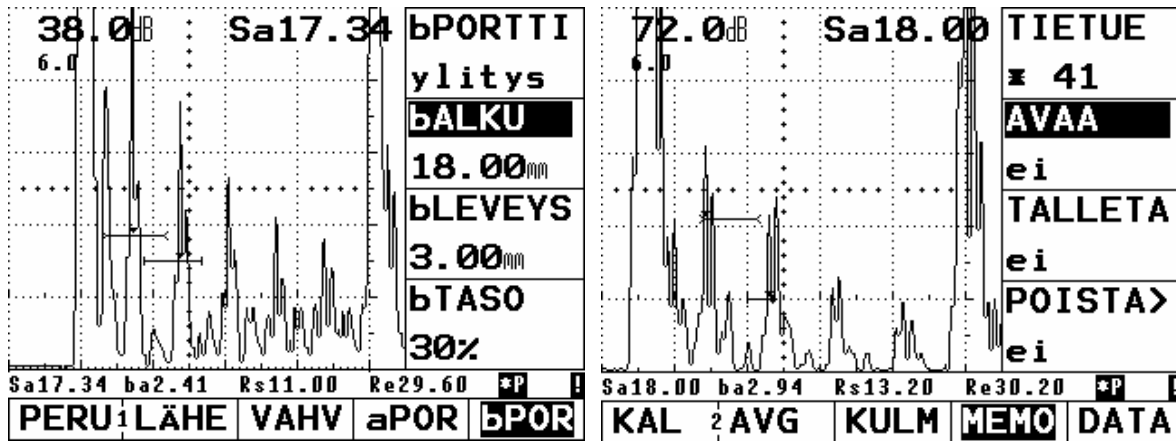 38.0dB Sa17.34
6.0
bPORTTI
ylitys
bALKU
18.00mm
bLEVEYS
3.00mm
bTASO
30%
Sa17.34 ba2.41 Rs11.00 Re29.60 *P !
PERU 1 LÄHE VAHV aPOR bPOR
72.0dB Sa18.00
6.0
TIETUE
* 41
AVAA
ei
TALLETA
ei
POISTA>
ei
Sa18.00 ba2.94 Rs13.20 Re30.20 *P !
KAL 2 AVG KULM MEMO DATA